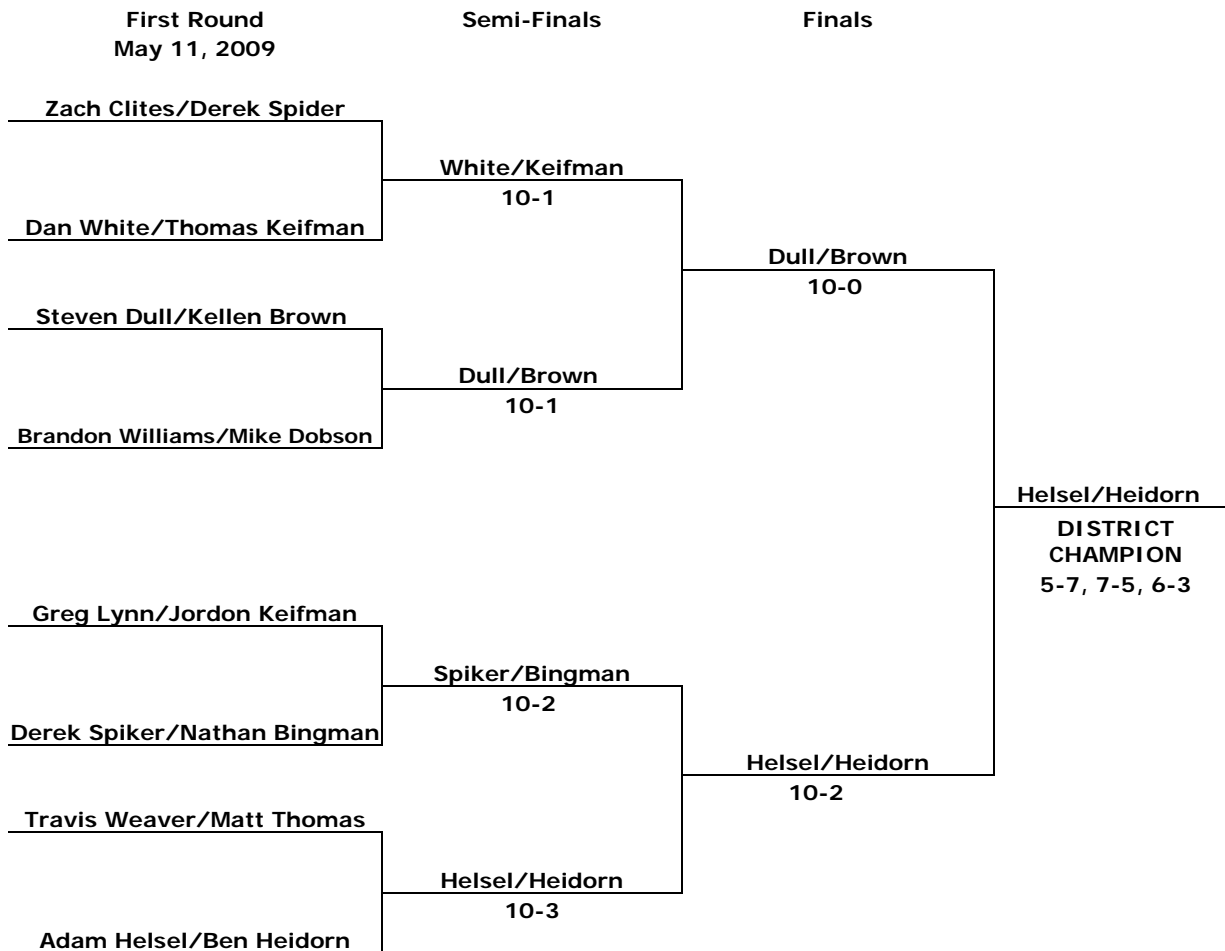 First Round
May 11, 2009
Semi-Finals
Finals
Zach Clites/Derek Spider
White/Keifman
10-1
Dan White/Thomas Keifman
Dull/Brown
10-0
Steven Dull/Kellen Brown
Dull/Brown
10-1
Brandon Williams/Mike Dobson
Helsel/Heidorn
DISTRICT
CHAMPION
5-7, 7-5, 6-3
Greg Lynn/Jordon Keifman
Spiker/Bingman
10-2
Derek Spiker/Nathan Bingman
Helsel/Heidorn
10-2
Travis Weaver/Matt Thomas
Helsel/Heidorn
10-3
Adam Helsel/Ben Heidorn